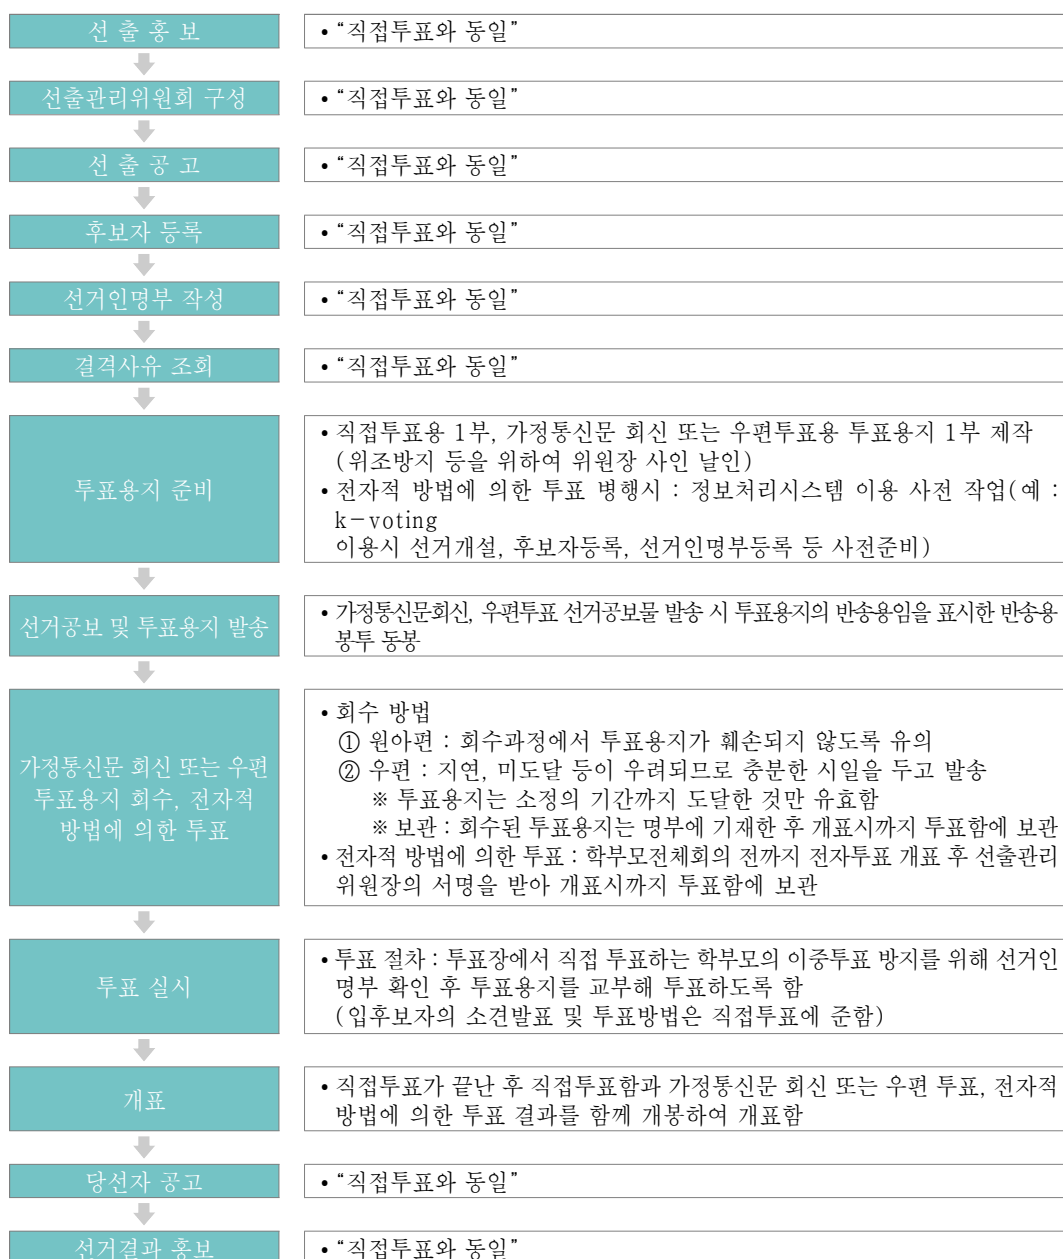 선 출 홍 보
• “직접투표와 동일”
선출관리위원회 구성
• “직접투표와 동일”
선 출 공 고
• “직접투표와 동일”
후보자 등록
• “직접투표와 동일”
선거인명부 작성
• “직접투표와 동일”
결격사유 조회
• “직접투표와 동일”
투표용지 준비
• 직접투표용 1부, 가정통신문 회신 또는 우편투표용 투표용지 1부 제작
(위조방지 등을 위하여 위원장 사인 날인)
• 전자적 방법에 의한 투표 병행시 : 정보처리시스템 이용 사전 작업(예 :
k-voting
이용시 선거개설, 후보자등록, 선거인명부등록 등 사전준비)
선거공보 및 투표용지 발송
• 가정통신문회신, 우편투표 선거공보물 발송 시 투표용지의 반송용임을 표시한 반송용
봉투 동봉
가정통신문 회신 또는 우편
투표용지 회수, 전자적
방법에 의한 투표
• 회수 방법
① 원아편 : 회수과정에서 투표용지가 훼손되지 않도록 유의
② 우편 : 지연, 미도달 등이 우려되므로 충분한 시일을 두고 발송
※ 투표용지는 소정의 기간까지 도달한 것만 유효함
※ 보관 : 회수된 투표용지는 명부에 기재한 후 개표시까지 투표함에 보관
• 전자적 방법에 의한 투표 : 학부모전체회의 전까지 전자투표 개표 후 선출관리
위원장의 서명을 받아 개표시까지 투표함에 보관
투표 실시
• 투표 절차 : 투표장에서 직접 투표하는 학부모의 이중투표 방지를 위해 선거인
명부 확인 후 투표용지를 교부해 투표하도록 함
(입후보자의 소견발표 및 투표방법은 직접투표에 준함)
개표
• 직접투표가 끝난 후 직접투표함과 가정통신문 회신 또는 우편 투표, 전자적
방법에 의한 투표 결과를 함께 개봉하여 개표함
당선자 공고
• “직접투표와 동일”
선거결과 홍보
• “직접투표와 동일”